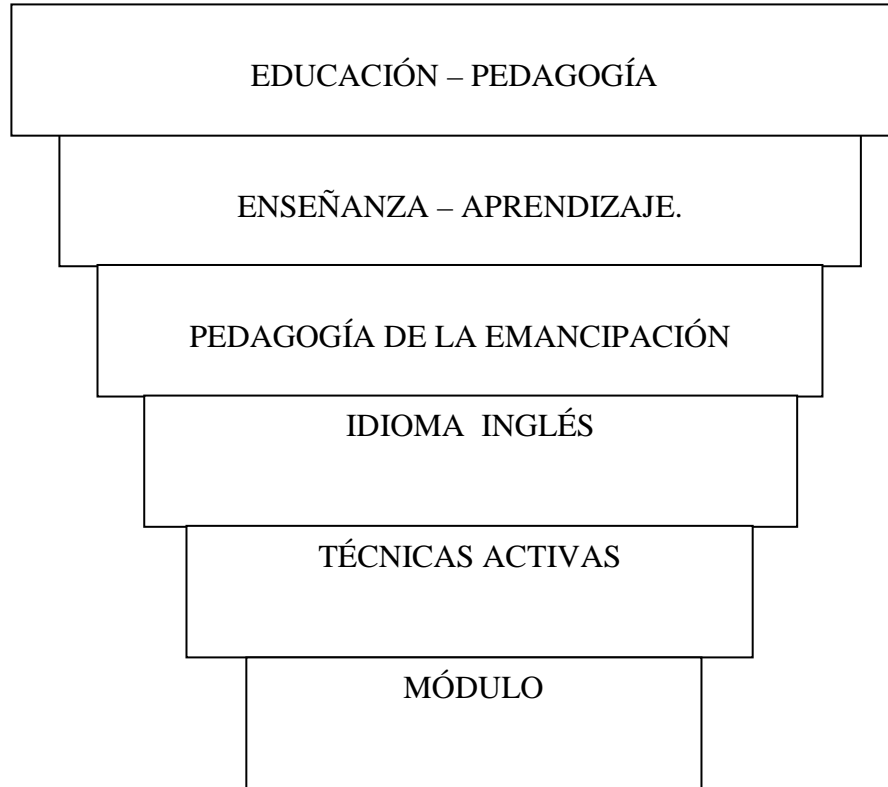 EDUCACIÓN – PEDAGOGÍA
ENSEÑANZA – APRENDIZAJE.
PEDAGOGÍA DE LA EMANCIPACIÓN
IDIOMA  INGLÉS
TÉCNICAS ACTIVAS
MÓDULO